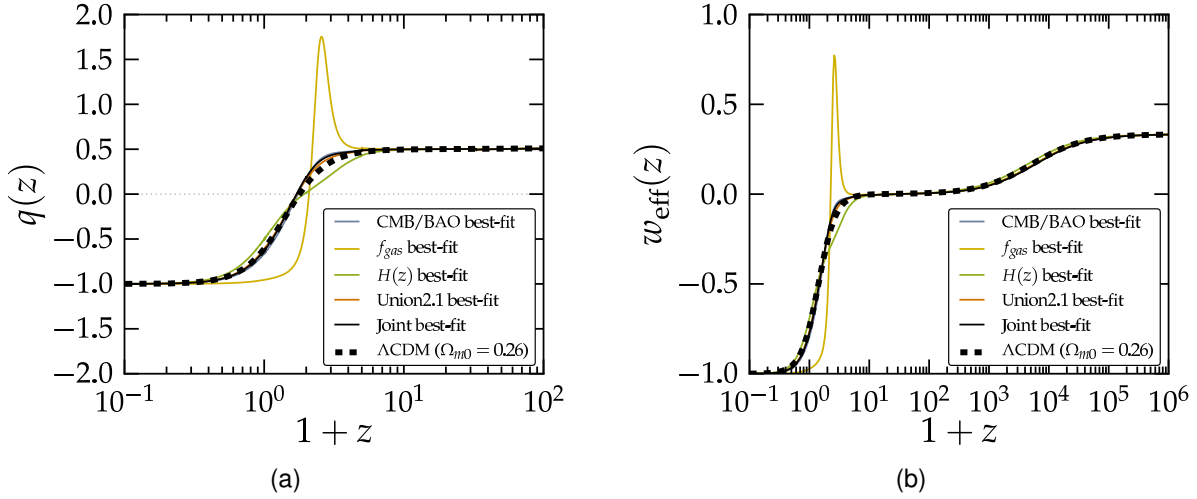 2.0
1.5
1.0
0.5
0.0
−0.5
−1.0
−1.5
−2.0
q(z)
CMB/BAO best-fit
f_gas best-fit
H(z) best-fit
Union2.1 best-fit
Joint best-fit
ΛCDM (Ω_m0 = 0.26)
10^−1 10^0 10^1 10^2
1 + z
(a)
1.0
0.5
0.0
−0.5
−1.0
w_eff(z)
CMB/BAO best-fit
f_gas best-fit
H(z) best-fit
Union2.1 best-fit
Joint best-fit
ΛCDM (Ω_m0 = 0.26)
10^−1 10^0 10^1 10^2 10^3 10^4 10^5 10^6
1 + z
(b)